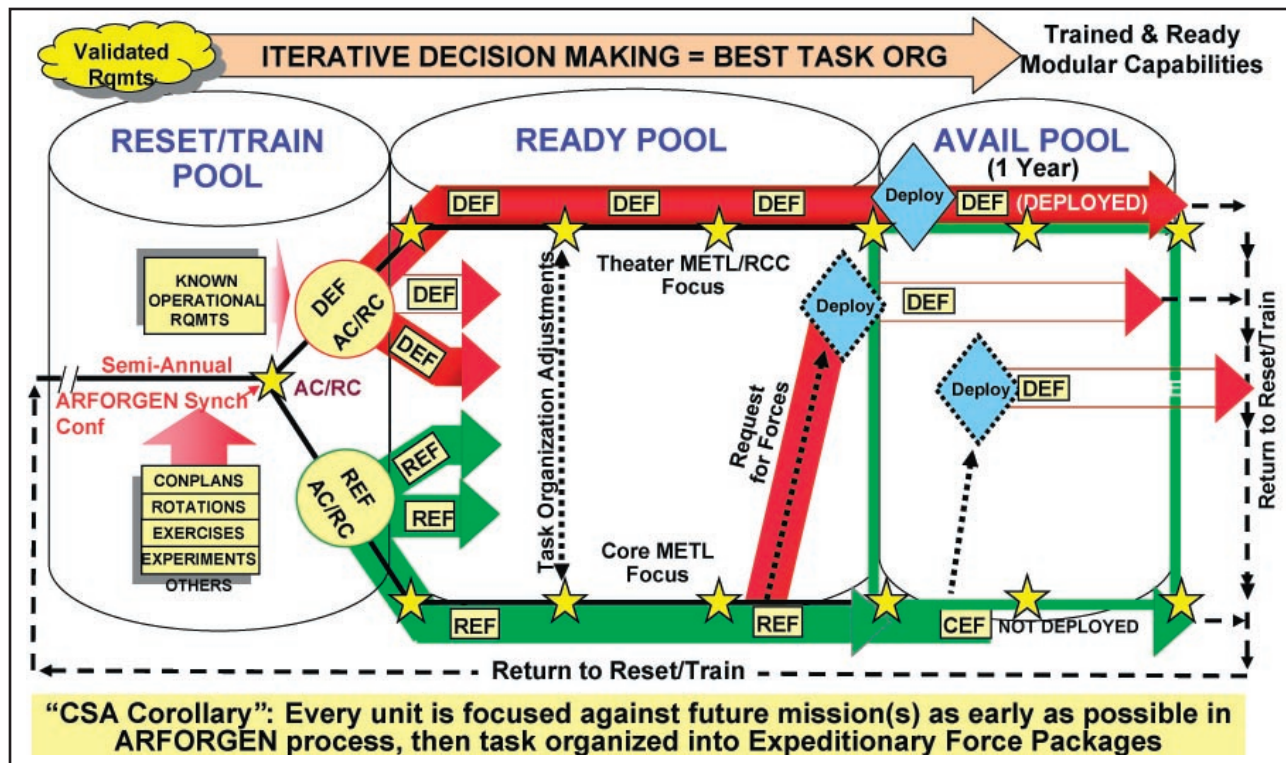 Validated
Rqmts
ITERATIVE DECISION MAKING = BEST TASK ORG
Trained & Ready
Modular Capabilities
RESET/TRAIN
POOL
READY POOL
AVAIL POOL
(1 Year)
DEF
DEF
DEF
Deploy
DEF
(DEPLOYED)
KNOWN
OPERATIONAL
RQMTS
DEF
AC/RC
DEF
DEF
Theater METL/RCC
Focus
Deploy
DEF
Semi-Annual
ARFORGEN Synch
Conf
AC/RC
Task Organization Adjustments
Request
for Forces
Deploy
DEF
E
Return to Reset/Train
CONPLANS
ROTATIONS
EXERCISES
EXPERIMENTS
OTHERS
REF
AC/RC
REF
REF
Core METL
Focus
REF
REF
CEF
NOT DEPLOYED
Return to Reset/Train
“CSA Corollary”: Every unit is focused against future mission(s) as early as possible in
ARFORGEN process, then task organized into Expeditionary Force Packages